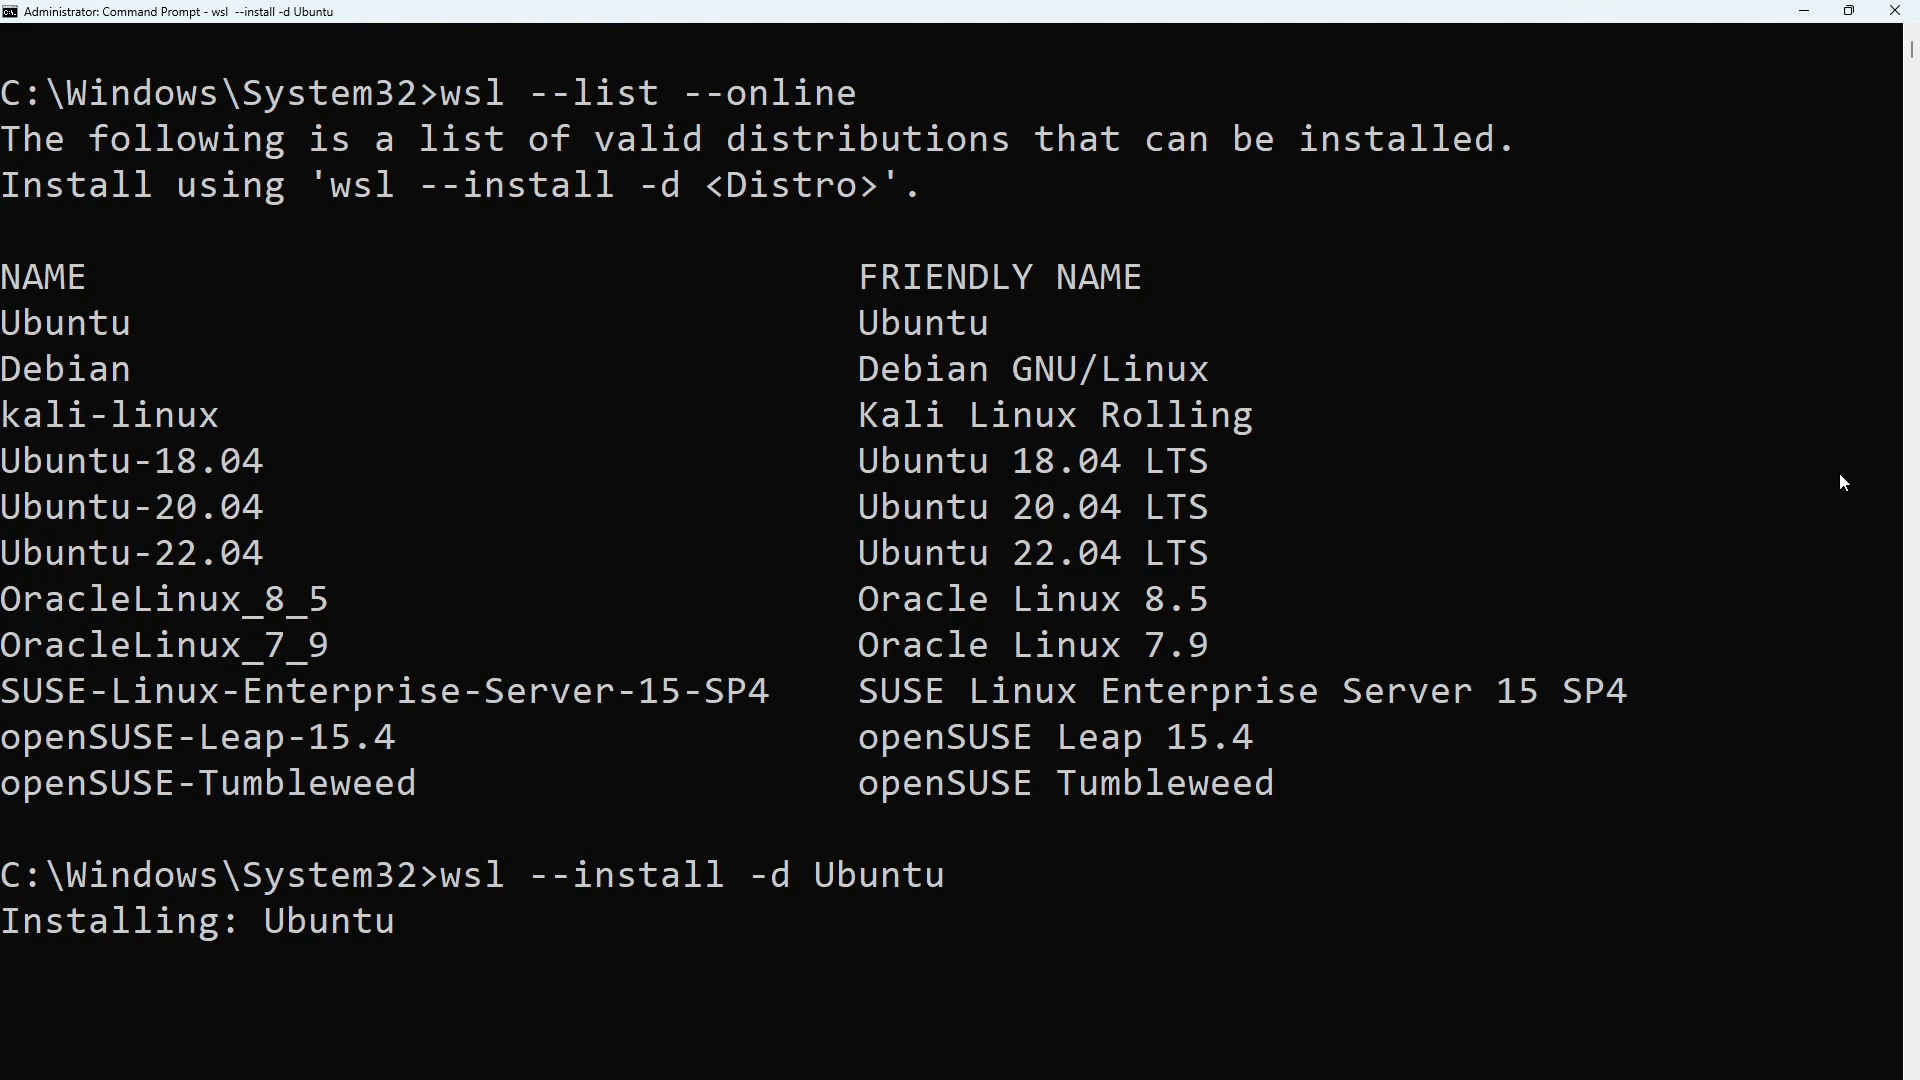 Administrator: Command Prompt - wsl --install -d Ubuntu
C:\Windows\System32>wsl --list --online
The following is a list of valid distributions that can be installed.
Install using 'wsl --install -d <Distro>'.
NAME FRIENDLY NAME
Ubuntu Ubuntu
Debian Debian GNU/Linux
kali-linux Kali Linux Rolling
Ubuntu-18.04 Ubuntu 18.04 LTS
Ubuntu-20.04 Ubuntu 20.04 LTS
Ubuntu-22.04 Ubuntu 22.04 LTS
OracleLinux_8_5 Oracle Linux 8.5
OracleLinux_7_9 Oracle Linux 7.9
SUSE-Linux-Enterprise-Server-15-SP4 SUSE Linux Enterprise Server 15 SP4
openSUSE-Leap-15.4 openSUSE Leap 15.4
openSUSE-Tumbleweed openSUSE Tumbleweed
C:\Windows\System32>wsl --install -d Ubuntu
Installing: Ubuntu